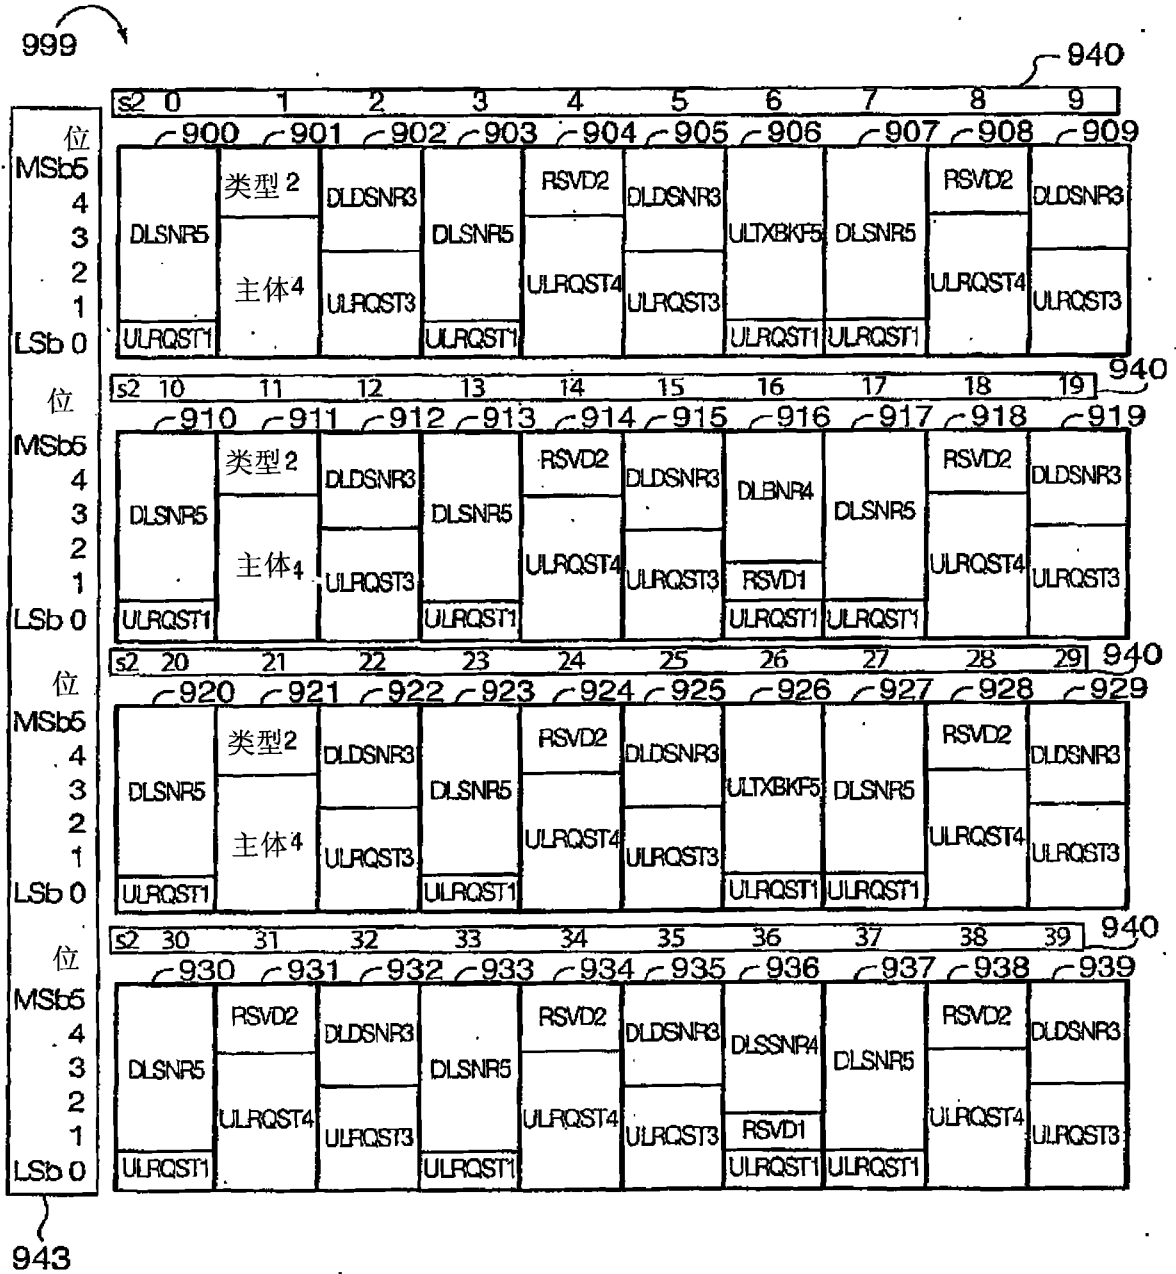 999
940
s2 0 1 2 3 4 5 6 7 8 9
位 900 901 902 903 904 905 906 907 908 909
MSb5 类型2 RSVD2 RSVD2
4 DLDSNR3 DLDSNR3 DLDSNR3
3 DLSNR5 DLSNR5 ULTXBKF5 DLSNR5
2 主体4 ULRQST4 ULRQST4
1 ULRQST3 ULRQST3 ULRQST3
LSb 0 ULRQST1 ULRQST1 ULRQST1 ULRQST1
s2 10 11 12 13 14 15 16 17 18 19 940
位 910 911 912 913 914 915 916 917 918 919
MSb5 类型2 RSVD2 RSVD2
4 DLDSNR3 DLDSNR3 DLBNR4 DLDSNR3
3 DLSNR5 DLSNR5 DLSNR5
2 主体4 ULRQST4 ULRQST4
1 ULRQST3 ULRQST3 RSVD1 ULRQST3
LSb 0 ULRQST1 ULRQST1 ULRQST1 ULRQST1
s2 20 21 22 23 24 25 26 27 28 29 940
位 920 921 922 923 924 925 926 927 928 929
MSb5 类型2 RSVD2 RSVD2
4 DLDSNR3 DLDSNR3 DLDSNR3
3 DLSNR5 DLSNR5 ULTXBKF5 DLSNR5
2 主体4 ULRQST4 ULRQST4
1 ULRQST3 ULRQST3 ULRQST3
LSb 0 ULRQST1 ULRQST1 ULRQST1 ULRQST1
s2 30 31 32 33 34 35 36 37 38 39 940
位 930 931 932 933 934 935 936 937 938 939
MSb5 RSVD2 RSVD2 RSVD2
4 DLDSNR3 DLDSNR3 DLSSNR4 DLDSNR3
3 DLSNR5 DLSNR5 DLSNR5
2 ULRQST4 ULRQST4 ULRQST4
1 ULRQST3 ULRQST3 RSVD1 ULRQST3
LSb 0 ULRQST1 ULRQST1 ULRQST1 ULRQST1
943